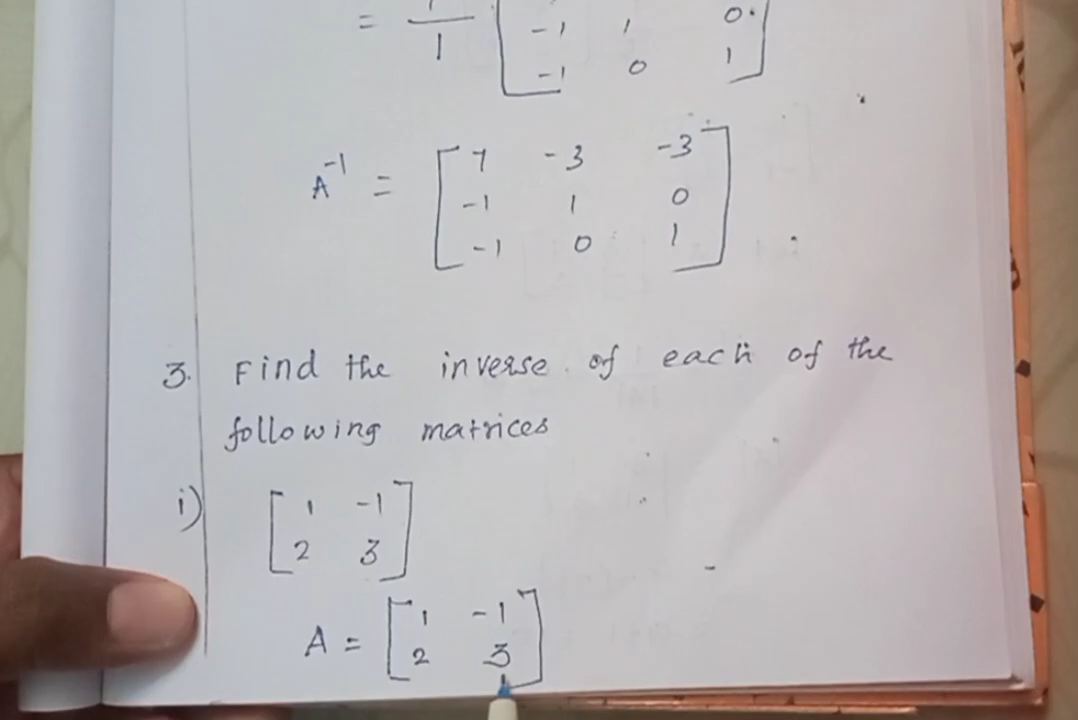 = 1 -1 1 0
-1 0 1
A⁻¹ = [7 -3 -3
-1 1 0
-1 0 1]
3. Find the inverse of each of the
following matrices
i) [1 -1
2 3]
A = [1 -1
2 3]